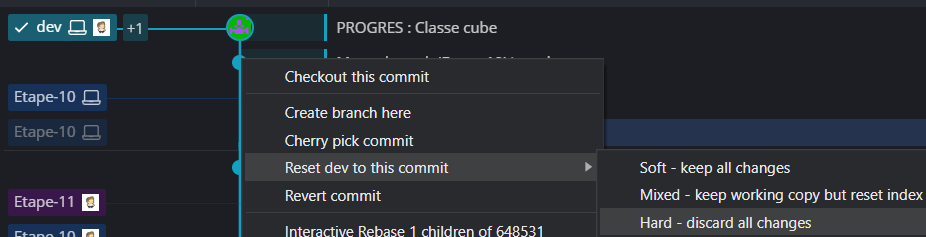 dev +1 PROGRES : Classe cube
Checkout this commit
Etape-10
Create branch here
Etape-10
Cherry pick commit
Reset dev to this commit
Soft - keep all changes
Etape-11
Revert commit
Mixed - keep working copy but reset index
Hard - discard all changes
Etape-10
Interactive Rebase 1 children of 648531